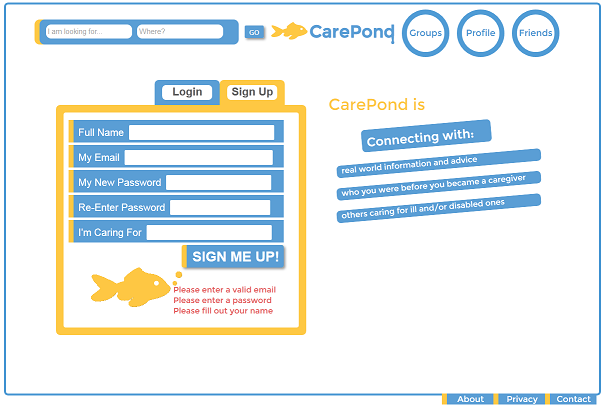 I am looking for...
Where?
GO
CarePond
Groups
Profile
Friends
Login
Sign Up
Full Name
My Email
My New Password
Re-Enter Password
I'm Caring For
SIGN ME UP!
Please enter a valid email
Please enter a password
Please fill out your name
CarePond is
Connecting with:
real world information and advice
who you were before you became a caregiver
others caring for ill and/or disabled ones
About
Privacy
Contact